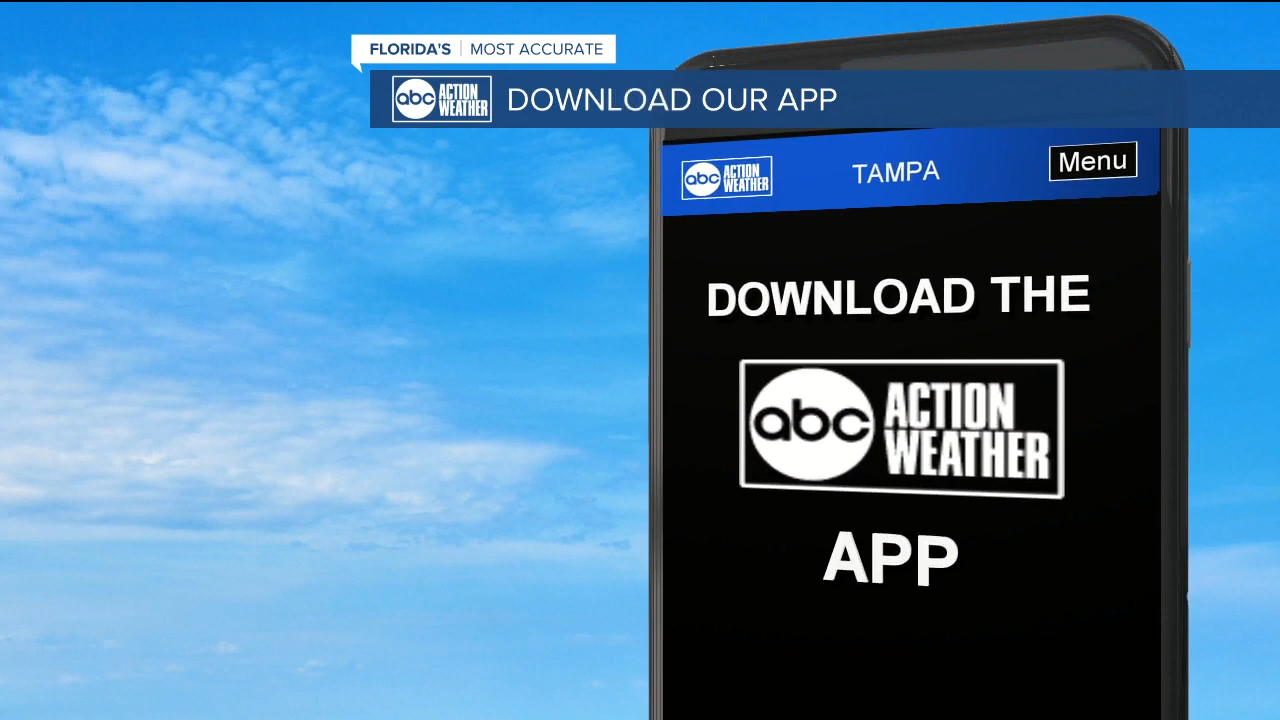 FLORIDA'S | MOST ACCURATE
abc ACTION WEATHER DOWNLOAD OUR APP
abc ACTION WEATHER TAMPA Menu
DOWNLOAD THE
abc ACTION
WEATHER
APP